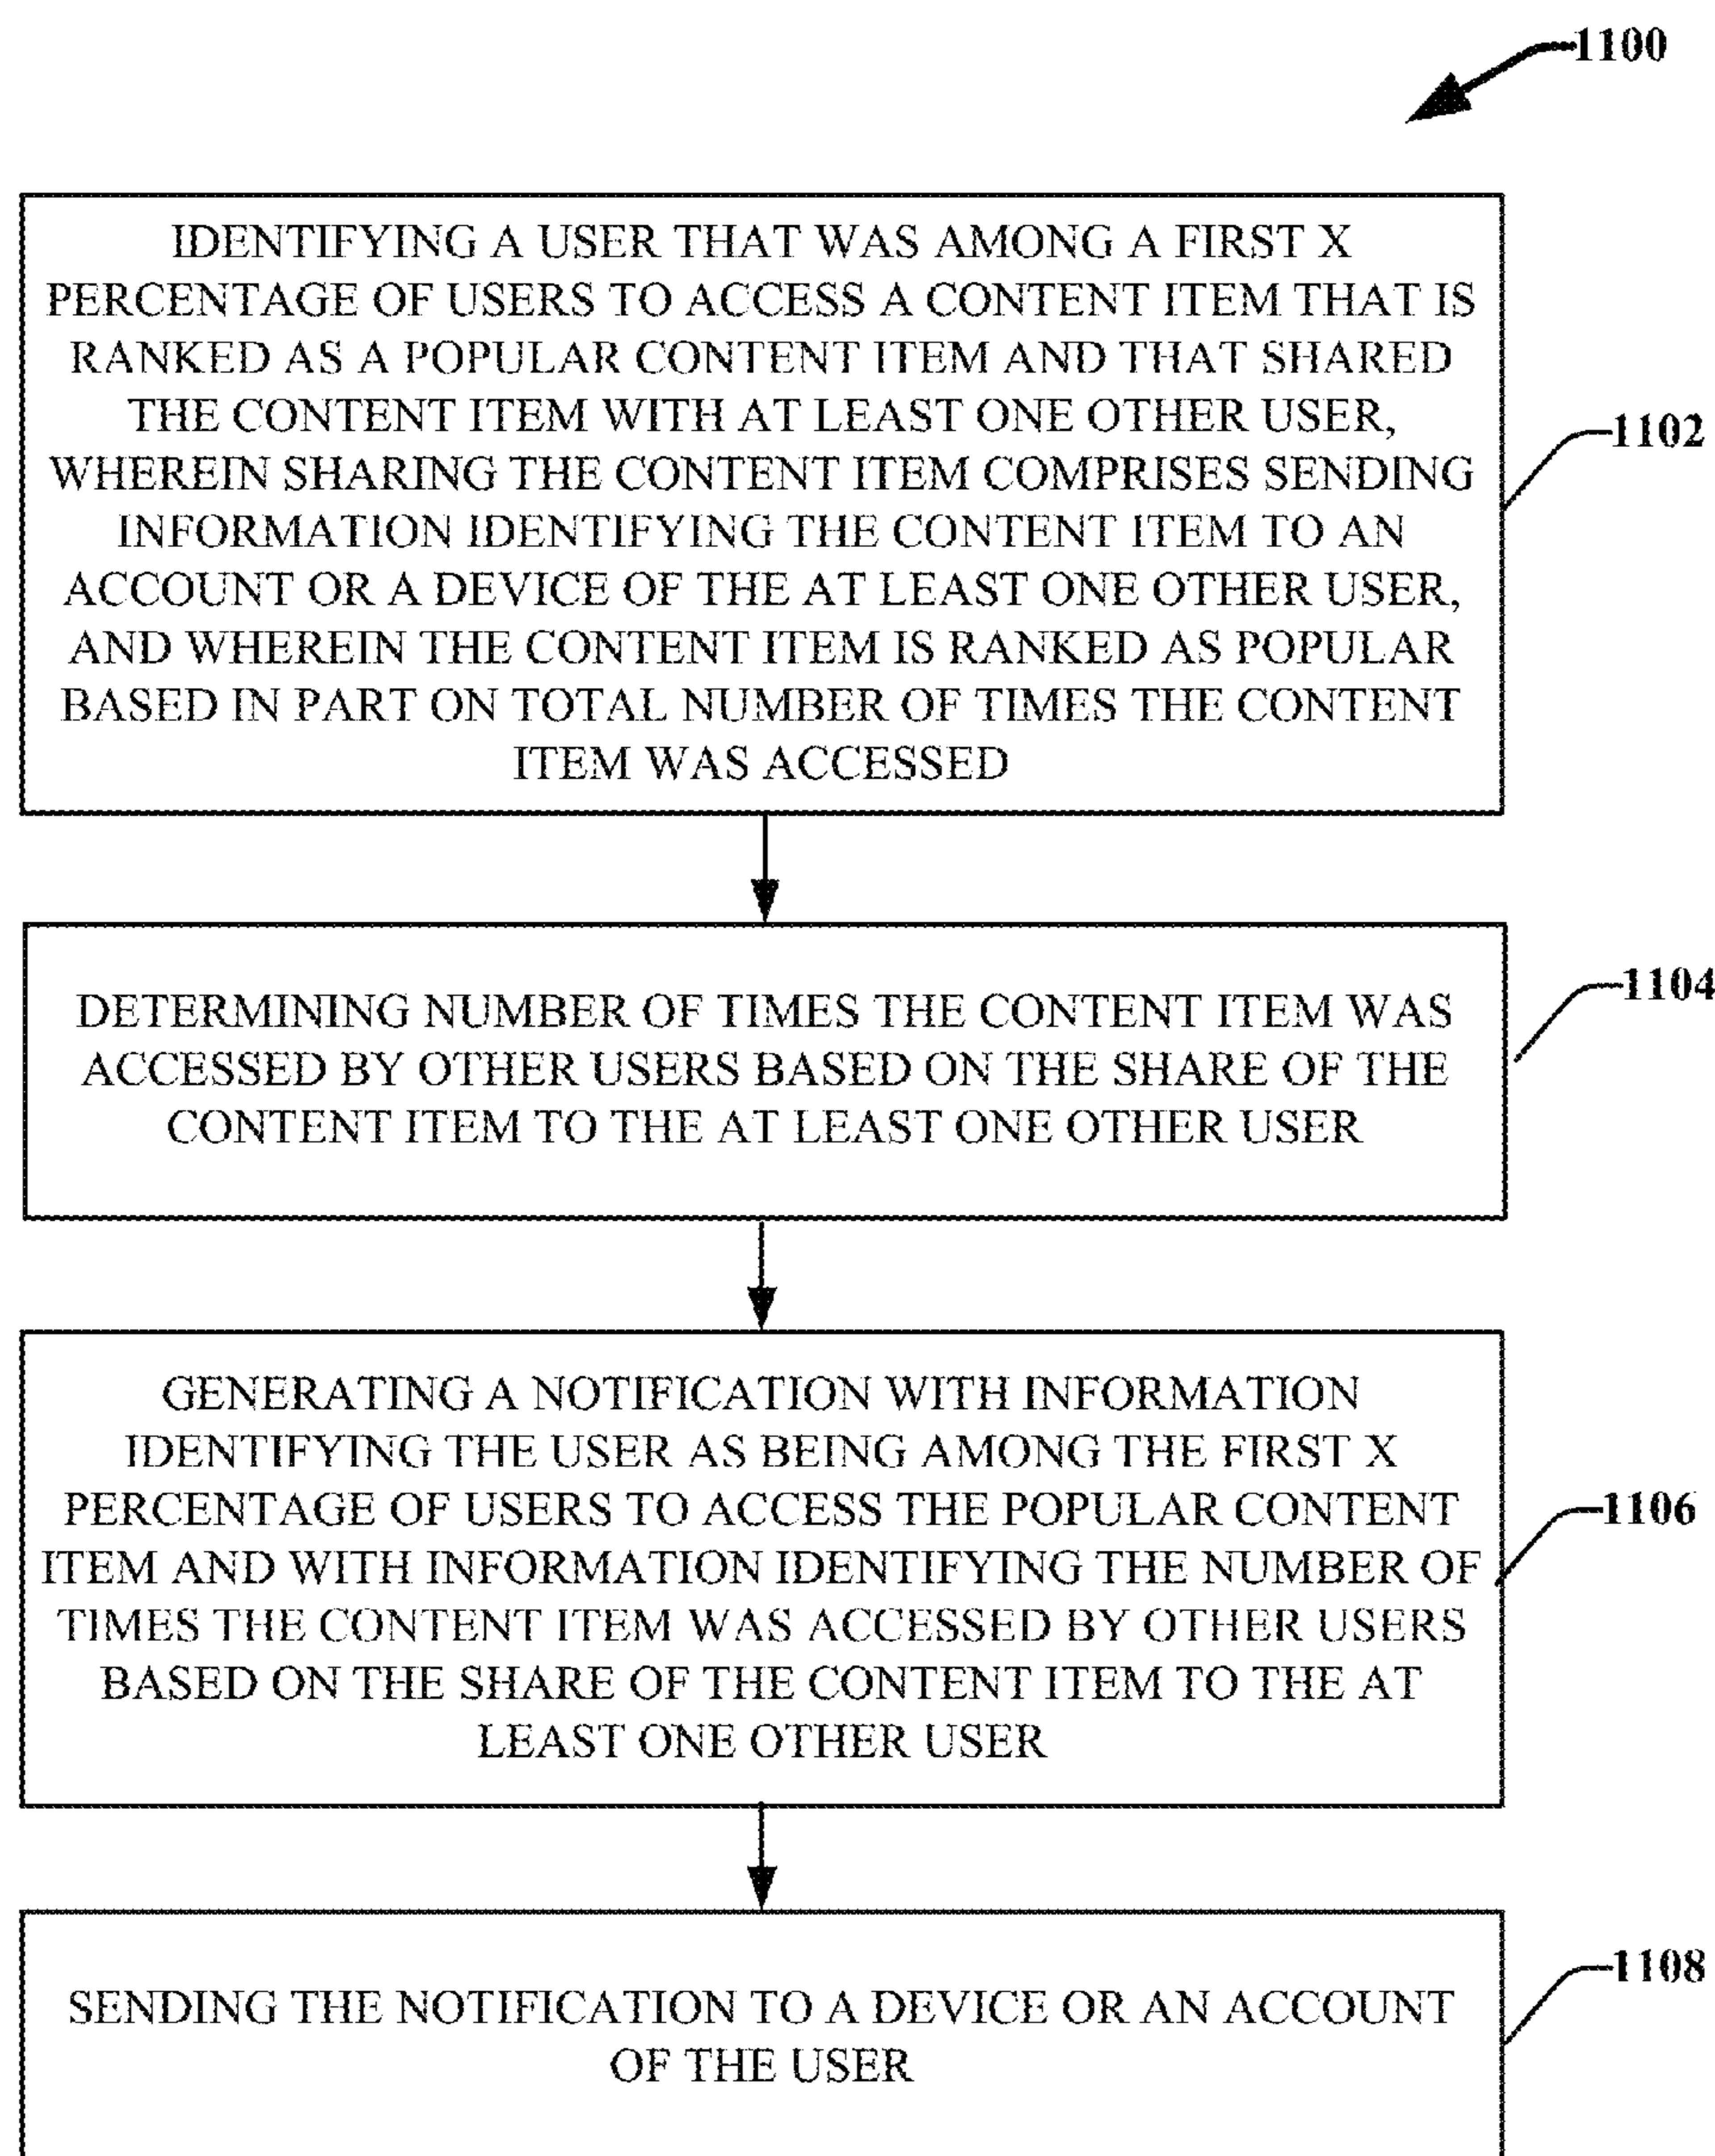 1100
IDENTIFYING A USER THAT WAS AMONG A FIRST X
PERCENTAGE OF USERS TO ACCESS A CONTENT ITEM THAT IS
RANKED AS A POPULAR CONTENT ITEM AND THAT SHARED
THE CONTENT ITEM WITH AT LEAST ONE OTHER USER,
WHEREIN SHARING THE CONTENT ITEM COMPRISES SENDING
INFORMATION IDENTIFYING THE CONTENT ITEM TO AN
ACCOUNT OR A DEVICE OF THE AT LEAST ONE OTHER USER,
AND WHEREIN THE CONTENT ITEM IS RANKED AS POPULAR
BASED IN PART ON TOTAL NUMBER OF TIMES THE CONTENT
ITEM WAS ACCESSED
1102
DETERMINING NUMBER OF TIMES THE CONTENT ITEM WAS
ACCESSED BY OTHER USERS BASED ON THE SHARE OF THE
CONTENT ITEM TO THE AT LEAST ONE OTHER USER
1104
GENERATING A NOTIFICATION WITH INFORMATION
IDENTIFYING THE USER AS BEING AMONG THE FIRST X
PERCENTAGE OF USERS TO ACCESS THE POPULAR CONTENT
ITEM AND WITH INFORMATION IDENTIFYING THE NUMBER OF
TIMES THE CONTENT ITEM WAS ACCESSED BY OTHER USERS
BASED ON THE SHARE OF THE CONTENT ITEM TO THE AT
LEAST ONE OTHER USER
1106
SENDING THE NOTIFICATION TO A DEVICE OR AN ACCOUNT
OF THE USER
1108